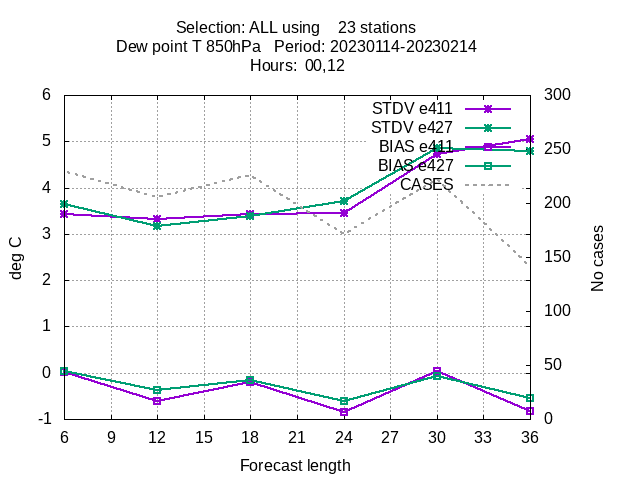 Selection: ALL using    23 stations
Dew point T 850hPa   Period: 20230114-20230214
Hours:  00,12
STDV e411
STDV e427
BIAS e411
BIAS e427
CASES
deg C
No cases
6
5
4
3
2
1
0
-1
300
250
200
150
100
50
0
6 9 12 15 18 21 24 27 30 33 36
Forecast length